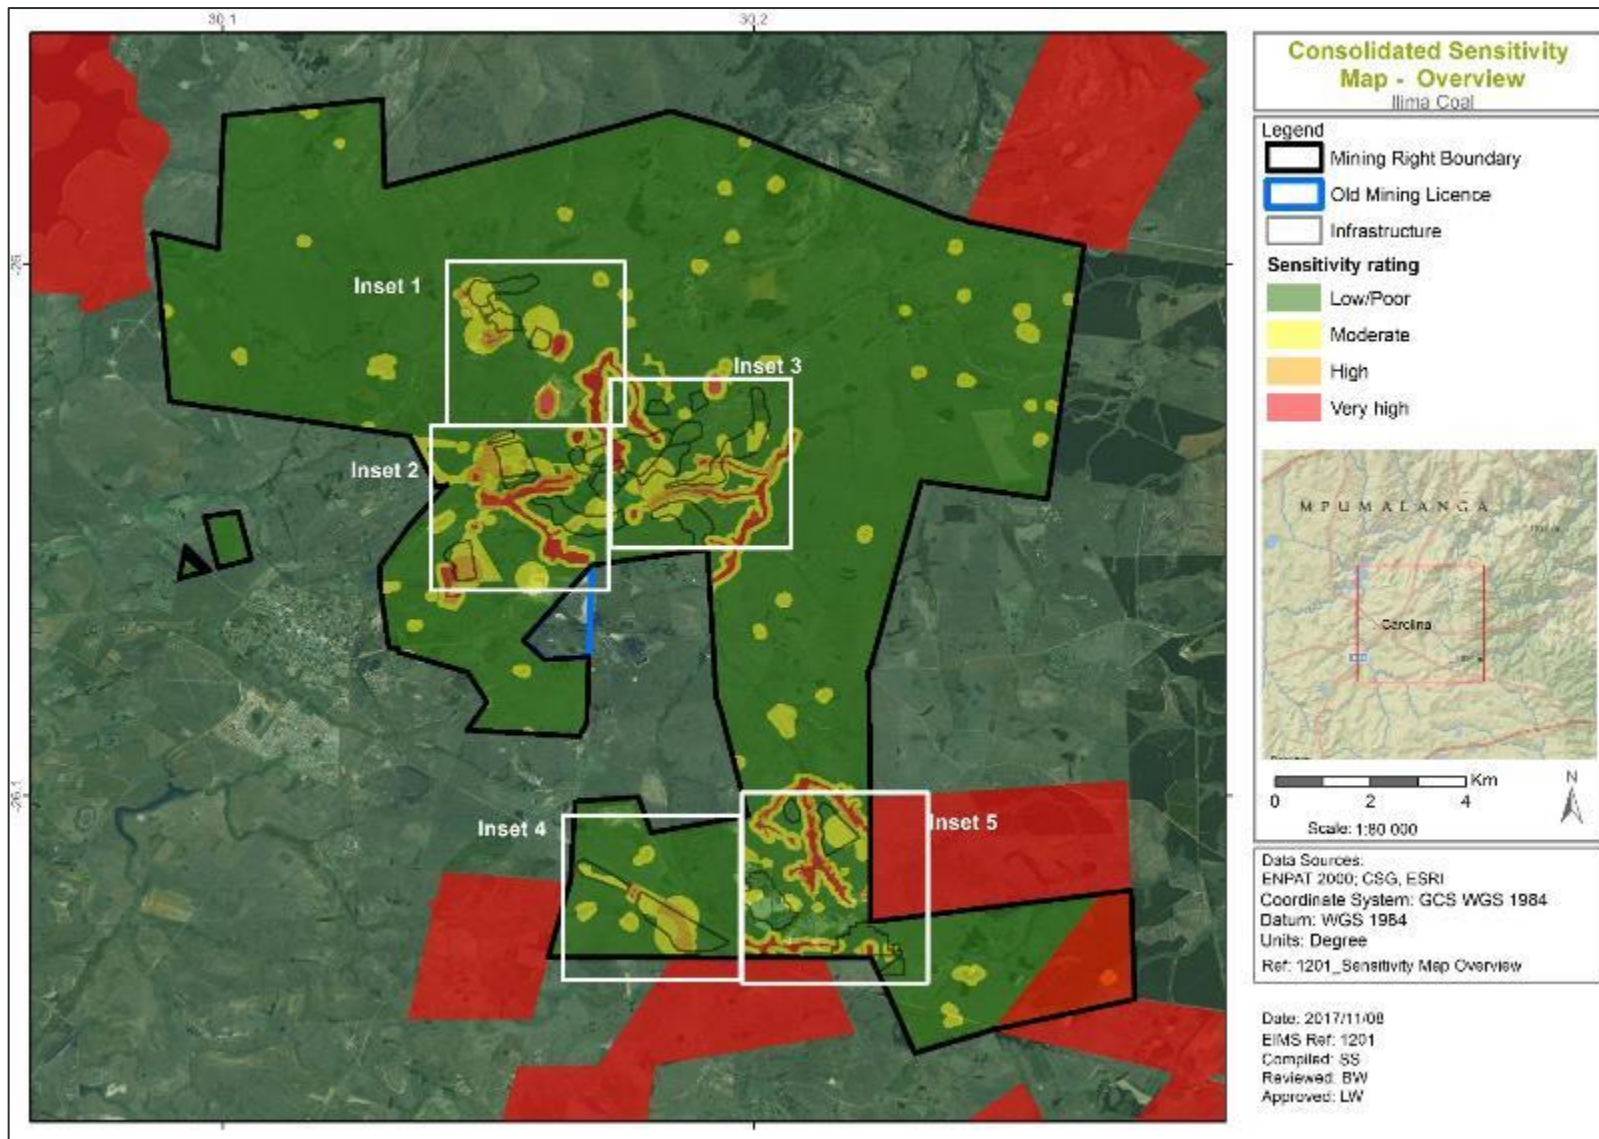 30.1
30.2
-26
-26.1
Inset 1
Inset 3
Inset 2
Inset 4
Inset 5
Consolidated Sensitivity
Map - Overview
Ilima Coal
Legend
Mining Right Boundary
Old Mining Licence
Infrastructure
Sensitivity rating
Low/Poor
Moderate
High
Very high
MPUMALANGA
Carolina
Km
N
0 2 4
Scale: 1:80 000
Data Sources:
ENPAT 2000; CSG, ESRI
Coordinate System: GCS WGS 1984
Datum: WGS 1984
Units: Degree
Ref: 1201_Sensitivity Map Overview
Date: 2017/11/08
EIMS Ref: 1201
Compiled: SS
Reviewed: BW
Approved: LW